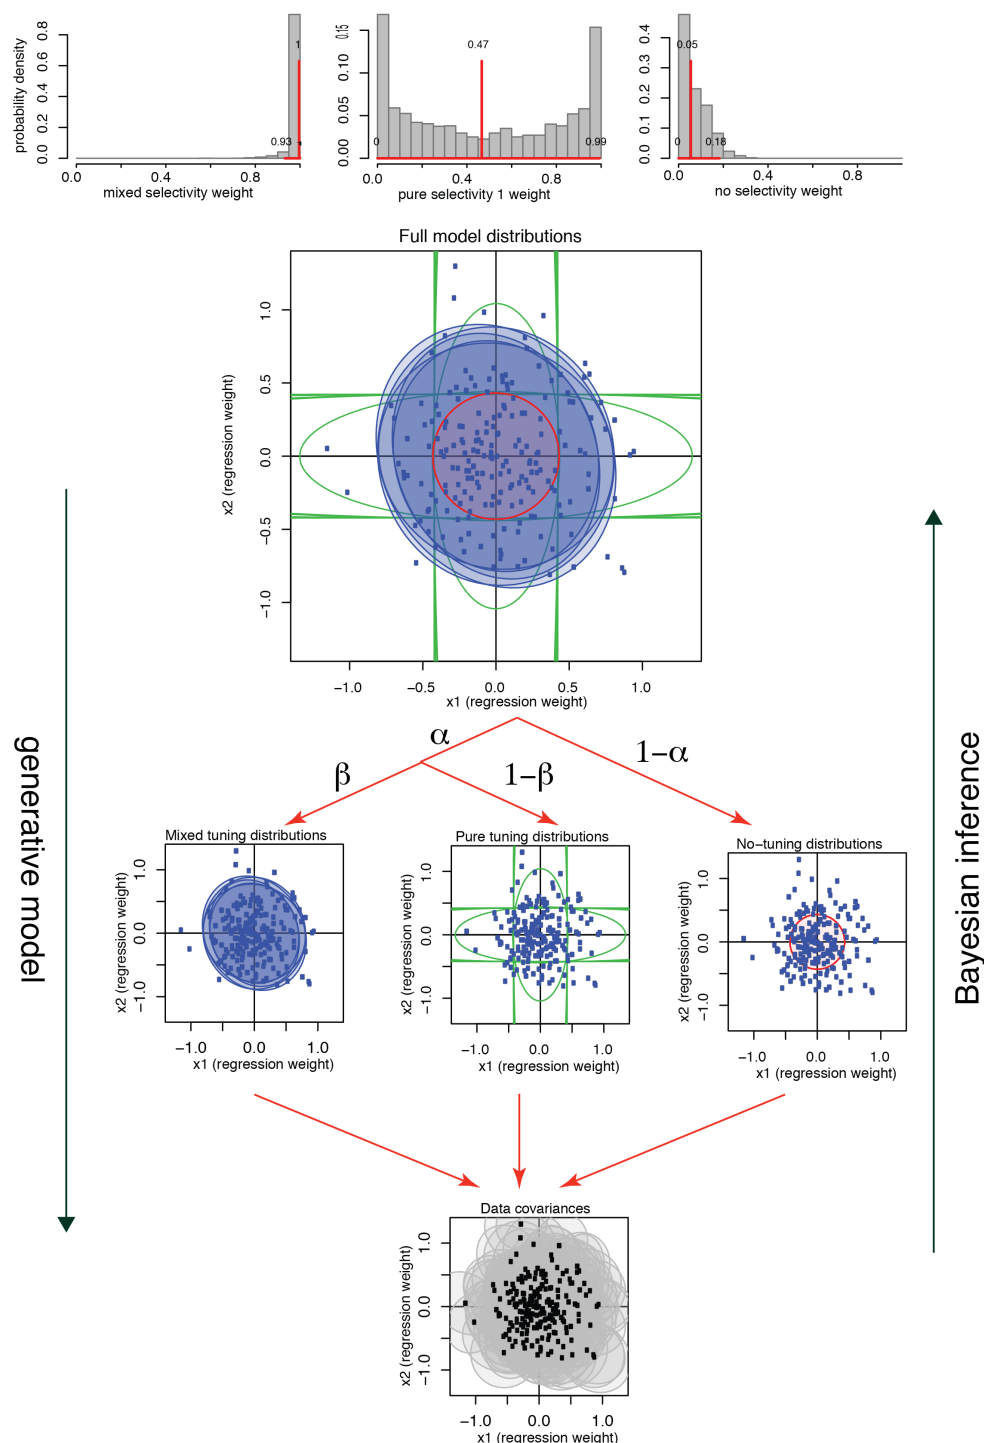 probability density
0.0 0.2 0.4 0.6 0.8
1
0.93
0.0 0.4 0.8
mixed selectivity weight
0.00 0.05 0.10 0.15
0.47
0 0.99
0.0 0.4 0.8
pure selectivity 1 weight
0.0 0.1 0.2 0.3 0.4
0.05
0 0.18
0.0 0.4 0.8
no selectivity weight
Full model distributions
x2 (regression weight)
−1.0 −0.5 0.0 0.5 1.0
−1.0 −0.5 0.0 0.5 1.0
x1 (regression weight)
generative model
Bayesian inference
α
β
1−β
1−α
Mixed tuning distributions
x2 (regression weight)
−1.0 0.0 1.0
−1.0 0.0 1.0
x1 (regression weight)
Pure tuning distributions
x2 (regression weight)
−1.0 0.0 1.0
−1.0 0.0 1.0
x1 (regression weight)
No−tuning distributions
x2 (regression weight)
−1.0 0.0 1.0
−1.0 0.0 1.0
x1 (regression weight)
Data covariances
x2 (regression weight)
−1.0 0.0 1.0
−1.0 0.0 1.0
x1 (regression weight)